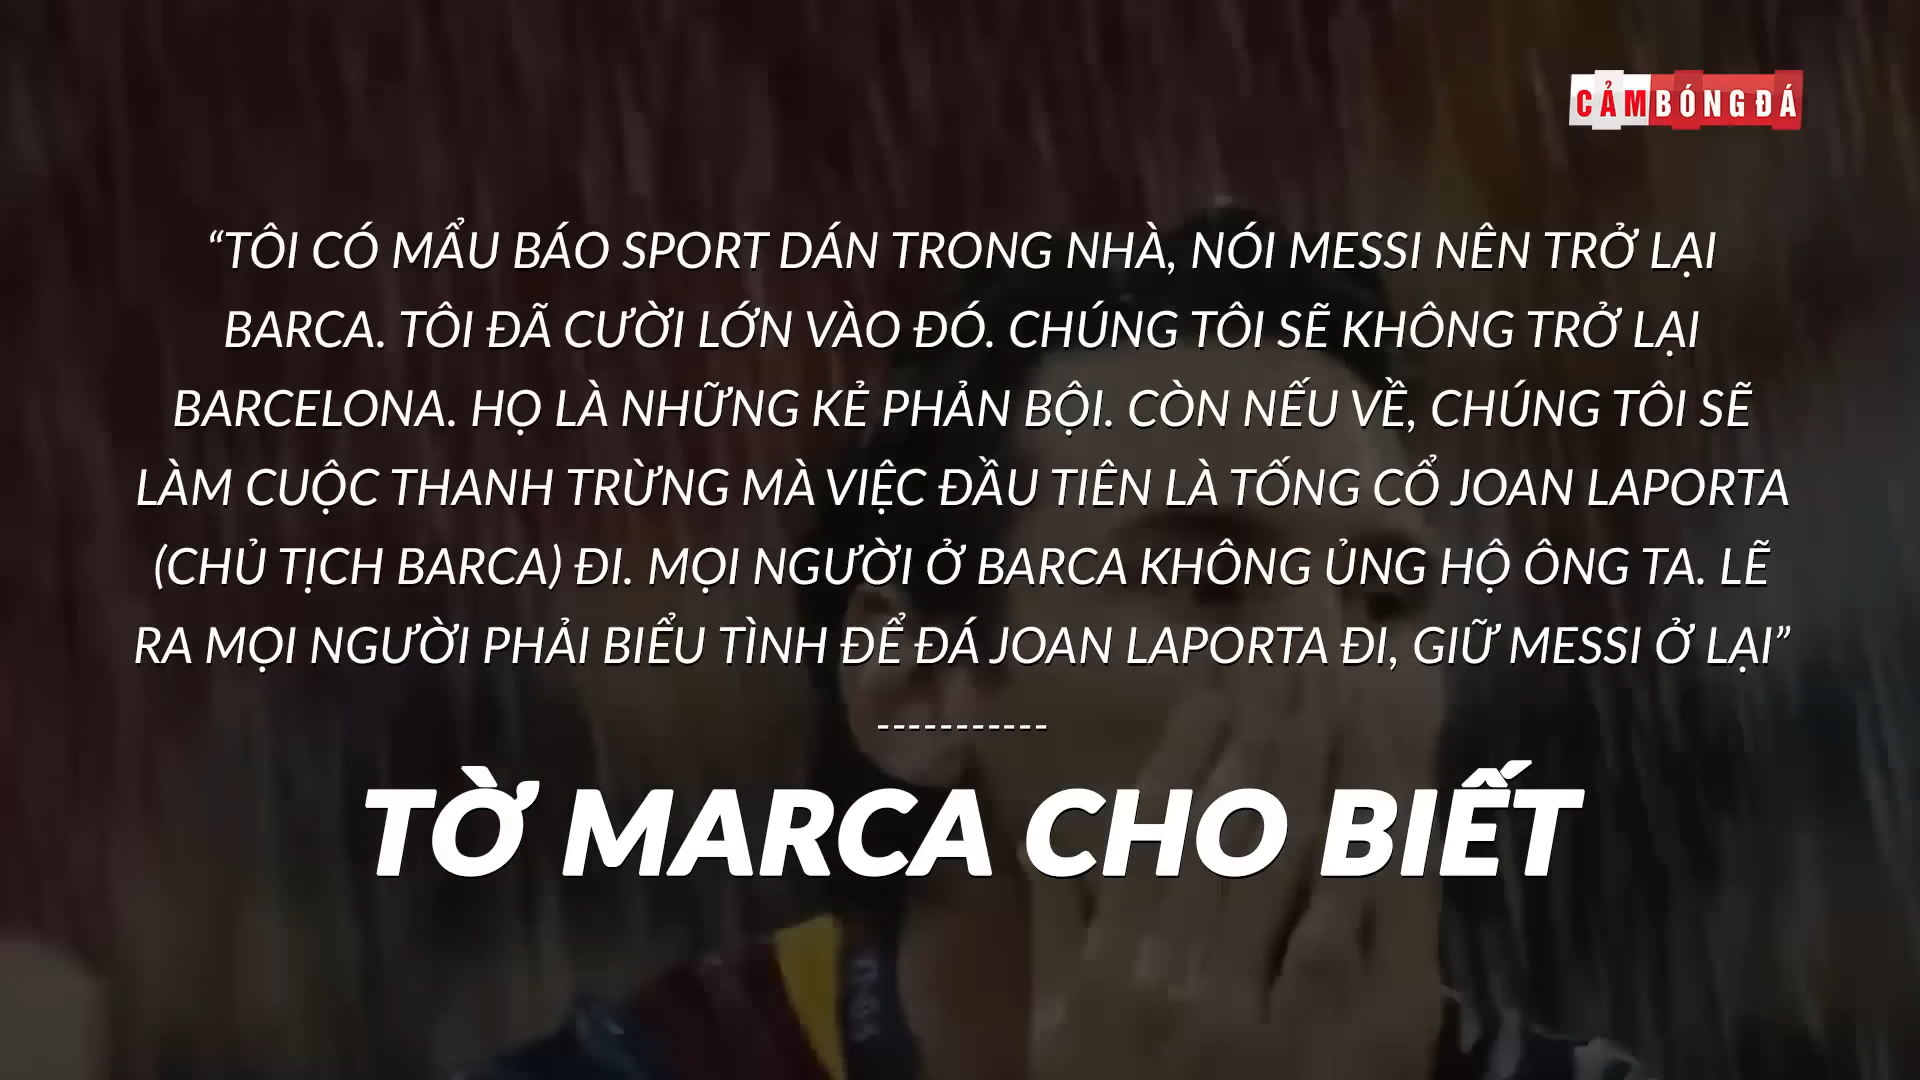 CẢMBÓNGĐÁ
“TÔI CÓ MẨU BÁO SPORT DÁN TRONG NHÀ, NÓI MESSI NÊN TRỞ LẠI
BARCA. TÔI ĐÃ CƯỜI LỚN VÀO ĐÓ. CHÚNG TÔI SẼ KHÔNG TRỞ LẠI
BARCELONA. HỌ LÀ NHỮNG KẺ PHẢN BỘI. CÒN NẾU VỀ, CHÚNG TÔI SẼ
LÀM CUỘC THANH TRỪNG MÀ VIỆC ĐẦU TIÊN LÀ TỐNG CỔ JOAN LAPORTA
(CHỦ TỊCH BARCA) ĐI. MỌI NGƯỜI Ở BARCA KHÔNG ỦNG HỘ ÔNG TA. LẼ
RA MỌI NGƯỜI PHẢI BIỂU TÌNH ĐỂ ĐÁ JOAN LAPORTA ĐI, GIỮ MESSI Ở LẠI”
-----------
TỜ MARCA CHO BIẾT